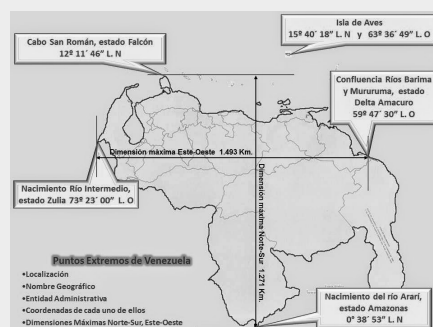 Isla de Aves
15º 40´ 18" L. N y 63º 36´ 49" L. O
Cabo San Román, estado Falcón
12º 11´ 46" L. N
Confluencia Ríos Barima
y Mururuma, estado
Delta Amacuro
59º 47´ 30" L. O
Dimensión máxima Este-Oeste 1.493 Km.
Dimensión máxima Norte-Sur 1.271 Km.
Nacimiento Río Intermedio,
estado Zulia 73º 23´ 00" L. O
Puntos Extremos de Venezuela
•Localización
•Nombre Geográfico
•Entidad Administrativa
•Coordenadas de cada uno de ellos
•Dimensiones Máximas Norte-Sur, Este-Oeste
Nacimiento del río Ararí,
estado Amazonas
0º 38´ 53" L. N